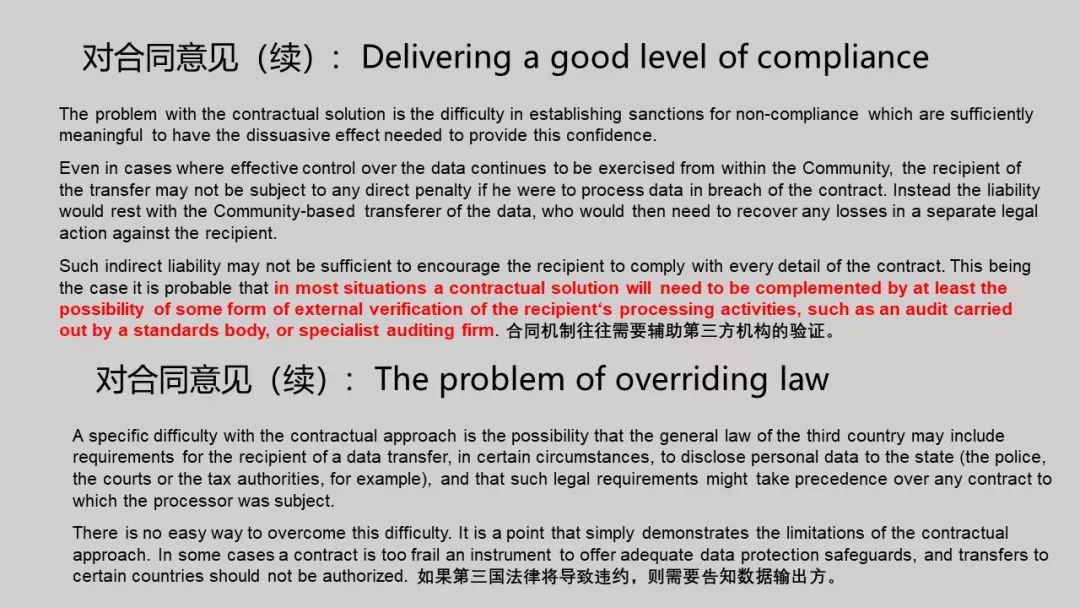 对合同意见（续）：Delivering a good level of compliance
The problem with the contractual solution is the difficulty in establishing sanctions for non-compliance which are sufficiently
meaningful to have the dissuasive effect needed to provide this confidence.
Even in cases where effective control over the data continues to be exercised from within the Community, the recipient of
the transfer may not be subject to any direct penalty if he were to process data in breach of the contract. Instead the liability
would rest with the Community-based transferer of the data, who would then need to recover any losses in a separate legal
action against the recipient.
Such indirect liability may not be sufficient to encourage the recipient to comply with every detail of the contract. This being
the case it is probable that in most situations a contractual solution will need to be complemented by at least the
possibility of some form of external verification of the recipient‘s processing activities, such as an audit carried
out by a standards body, or specialist auditing firm. 合同机制往往需要辅助第三方机构的验证。
对合同意见（续）：The problem of overriding law
A specific difficulty with the contractual approach is the possibility that the general law of the third country may include
requirements for the recipient of a data transfer, in certain circumstances, to disclose personal data to the state (the police,
the courts or the tax authorities, for example), and that such legal requirements might take precedence over any contract to
which the processor was subject.
There is no easy way to overcome this difficulty. It is a point that simply demonstrates the limitations of the contractual
approach. In some cases a contract is too frail an instrument to offer adequate data protection safeguards, and transfers to
certain countries should not be authorized. 如果第三国法律将导致违约，则需要告知数据输出方。